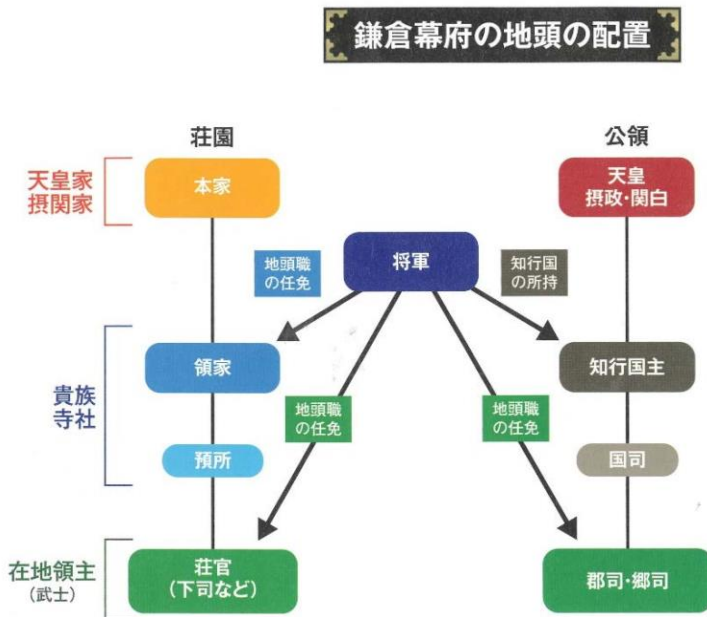 鎌倉幕府の地頭の配置
荘園
公領
天皇家
摂関家
本家
天皇
摂政・関白
将軍
地頭職
の任免
知行国
の所持
貴族
寺社
領家
知行国主
地頭職
の任免
地頭職
の任免
預所
国司
在地領主
(武士)
荘官
(下司など)
郡司・郷司